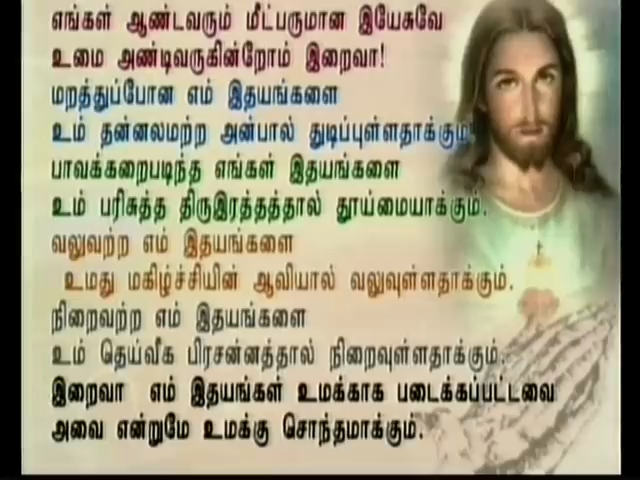 எங்கள் ஆண்டவரும் மீட்பருமான இயேசுவே
உமை அண்டிவருகின்றோம் இறைவா!
மறத்துப்போன எம் இதயங்களை
உம் தன்னலமற்ற அன்பால் துடிப்புள்ளதாக்கும்
பாவக்கறைபடிந்த எங்கள் இதயங்களை
உம் பரிசுத்த திருஇரத்தத்தால் தூய்மையாக்கும்.
வலுவற்ற எம் இதயங்களை
உமது மகிழ்ச்சியின் ஆவியால் வலுவுள்ளதாக்கும்.
நிறைவற்ற எம் இதயங்களை
உம் தெய்வீக பிரசன்னத்தால் நிறைவுள்ளதாக்கும்.
இறைவா எம் இதயங்கள் உமக்காக படைக்கப்பட்டவை
அவை என்றுமே உமக்கு சொந்தமாக்கும்.